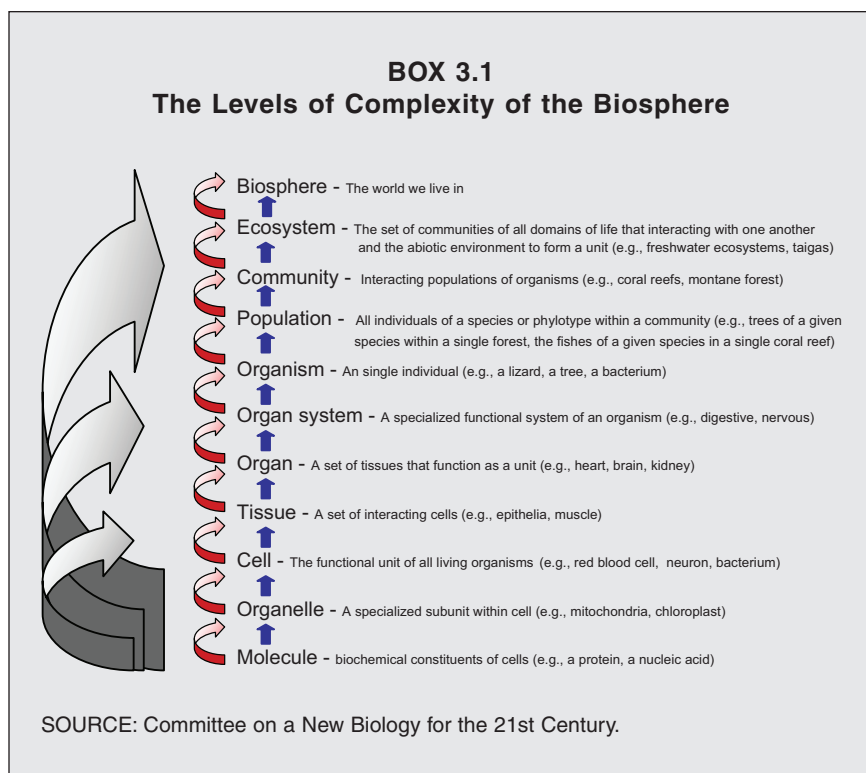 BOX 3.1
The Levels of Complexity of the Biosphere
Biosphere - The world we live in
Ecosystem - The set of communities of all domains of life that interacting with one another
and the abiotic environment to form a unit (e.g., freshwater ecosystems, taigas)
Community - Interacting populations of organisms (e.g., coral reefs, montane forest)
Population - All individuals of a species or phylotype within a community (e.g., trees of a given
species within a single forest, the fishes of a given species in a single coral reef)
Organism - An single individual (e.g., a lizard, a tree, a bacterium)
Organ system - A specialized functional system of an organism (e.g., digestive, nervous)
Organ - A set of tissues that function as a unit (e.g., heart, brain, kidney)
Tissue - A set of interacting cells (e.g., epithelia, muscle)
Cell - The functional unit of all living organisms (e.g., red blood cell, neuron, bacterium)
Organelle - A specialized subunit within cell (e.g., mitochondria, chloroplast)
Molecule - biochemical constituents of cells (e.g., a protein, a nucleic acid)
SOURCE: Committee on a New Biology for the 21st Century.